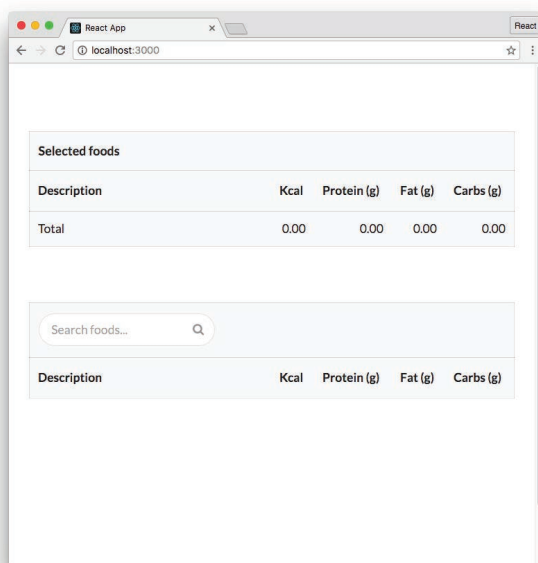 React App
React
localhost:3000
Selected foods
Description Kcal Protein (g) Fat (g) Carbs (g)
Total 0.00 0.00 0.00 0.00
Search foods...
Description Kcal Protein (g) Fat (g) Carbs (g)